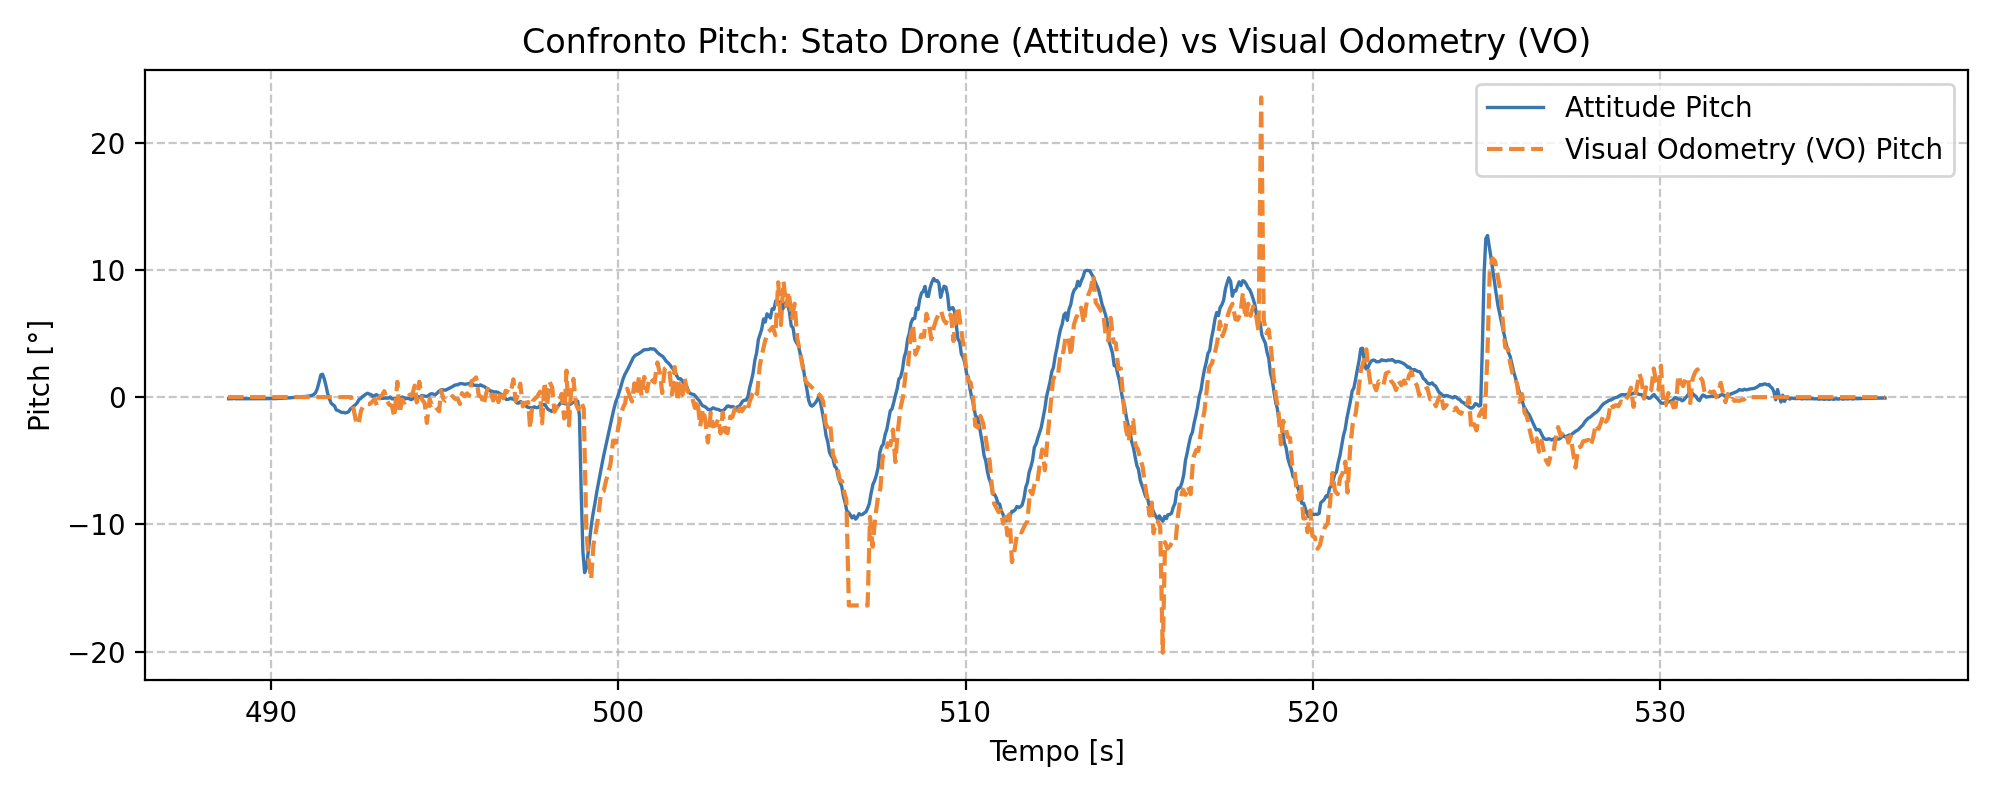 Confronto Pitch: Stato Drone (Attitude) vs Visual Odometry (VO)
Attitude Pitch
Visual Odometry (VO) Pitch
Pitch [°]
20
10
0
−10
−20
490
500
510
520
530
Tempo [s]